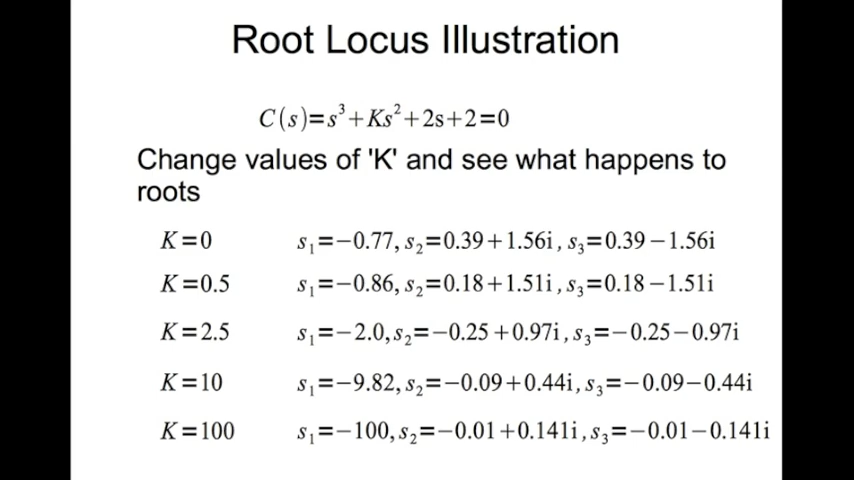 Root Locus Illustration
C(s)=s³+Ks²+2s+2=0
Change values of 'K' and see what happens to
roots
K=0 s₁=−0.77, s₂=0.39+1.56i, s₃=0.39−1.56i
K=0.5 s₁=−0.86, s₂=0.18+1.51i, s₃=0.18−1.51i
K=2.5 s₁=−2.0, s₂=−0.25+0.97i, s₃=−0.25−0.97i
K=10 s₁=−9.82, s₂=−0.09+0.44i, s₃=−0.09−0.44i
K=100 s₁=−100, s₂=−0.01+0.141i, s₃=−0.01−0.141i